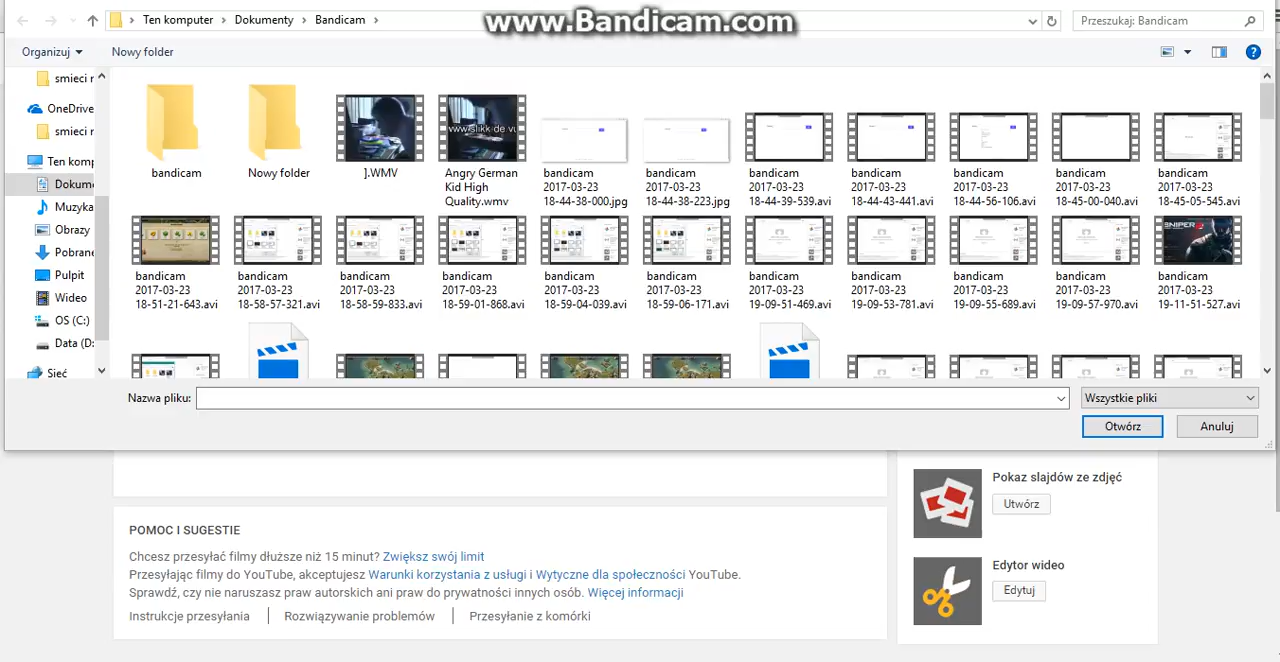 www.Bandicam.com
Ten komputer > Dokumenty > Bandicam >
Przeszukaj: Bandicam
Organizuj
Nowy folder
?
smieci r
OneDrive
smieci r
Ten komp
Dokum
Muzyka
Obrazy
Pobrane
Pulpit
Wideo
OS (C:)
Data (D:
Sieć
bandicam
Nowy folder
].WMV
www.slikk.de.vu
Angry German
Kid High
Quality.wmv
bandicam
2017-03-23
18-44-38-000.jpg
bandicam
2017-03-23
18-44-38-223.jpg
bandicam
2017-03-23
18-44-39-539.avi
bandicam
2017-03-23
18-44-43-441.avi
bandicam
2017-03-23
18-44-56-106.avi
bandicam
2017-03-23
18-45-00-040.avi
bandicam
2017-03-23
18-45-05-545.avi
bandicam
2017-03-23
18-51-21-643.avi
bandicam
2017-03-23
18-58-57-321.avi
bandicam
2017-03-23
18-58-59-833.avi
bandicam
2017-03-23
18-59-01-868.avi
bandicam
2017-03-23
18-59-04-039.avi
bandicam
2017-03-23
18-59-06-171.avi
bandicam
2017-03-23
19-09-51-469.avi
bandicam
2017-03-23
19-09-53-781.avi
bandicam
2017-03-23
19-09-55-689.avi
bandicam
2017-03-23
19-09-57-970.avi
SNIPER
bandicam
2017-03-23
19-11-51-527.avi
Nazwa pliku:
Wszystkie pliki
Otwórz
Anuluj
POMOC I SUGESTIE
Chcesz przesyłać filmy dłuższe niż 15 minut? Zwiększ swój limit
Przesyłając filmy do YouTube, akceptujesz Warunki korzystania z usługi i Wytyczne dla społeczności YouTube.
Sprawdź, czy nie naruszasz praw autorskich ani praw do prywatności innych osób. Więcej informacji
Instrukcje przesyłania
Rozwiązywanie problemów
Przesyłanie z komórki
Pokaz slajdów ze zdjęć
Utwórz
Edytor wideo
Edytuj